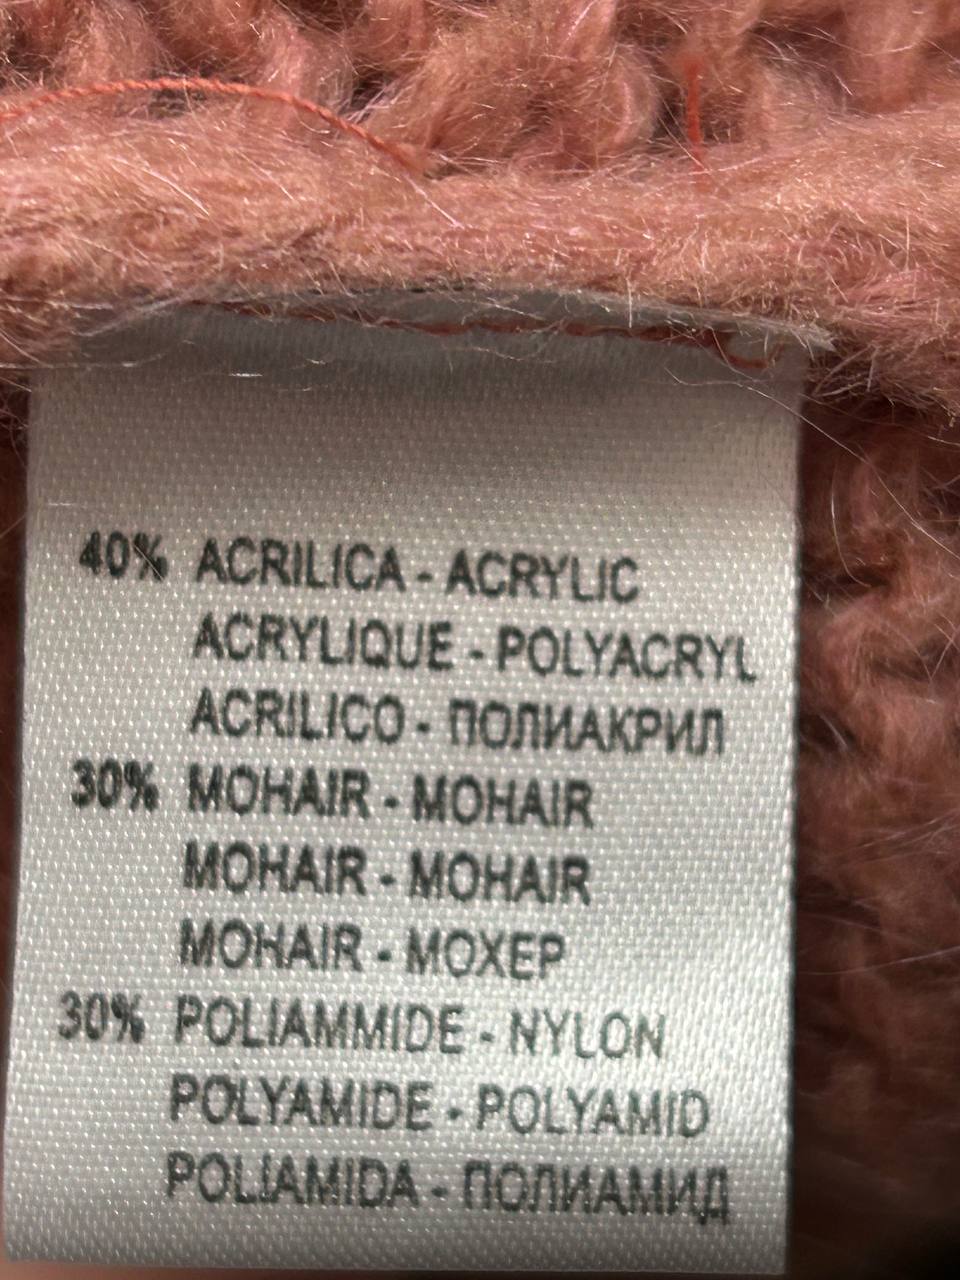 40% ACRILICA - ACRYLIC
ACRYLIQUE - POLYACRYL
ACRILICO - ПОЛИАКРИЛ
30% MOHAIR - MOHAIR
MOHAIR - MOHAIR
MOHAIR - МОХЕР
30% POLIAMMIDE - NYLON
POLYAMIDE - POLYAMID
POLIAMIDA - ПОЛИАМИД